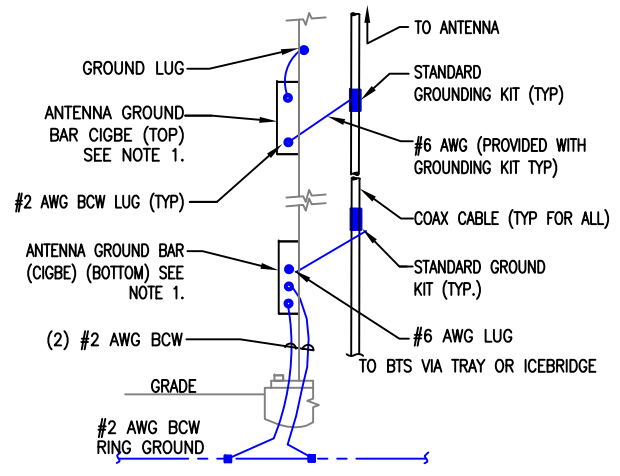 TO ANTENNA
GROUND LUG
STANDARD
GROUNDING KIT (TYP)
ANTENNA GROUND
BAR CIGBE (TOP)
SEE NOTE 1.
#6 AWG (PROVIDED WITH
GROUNDING KIT TYP)
#2 AWG BCW LUG (TYP)
COAX CABLE (TYP FOR ALL)
ANTENNA GROUND BAR
(CIGBE) (BOTTOM) SEE
NOTE 1.
STANDARD GROUND
KIT (TYP.)
(2) #2 AWG BCW
#6 AWG LUG
TO BTS VIA TRAY OR ICEBRIDGE
GRADE
#2 AWG BCW
RING GROUND